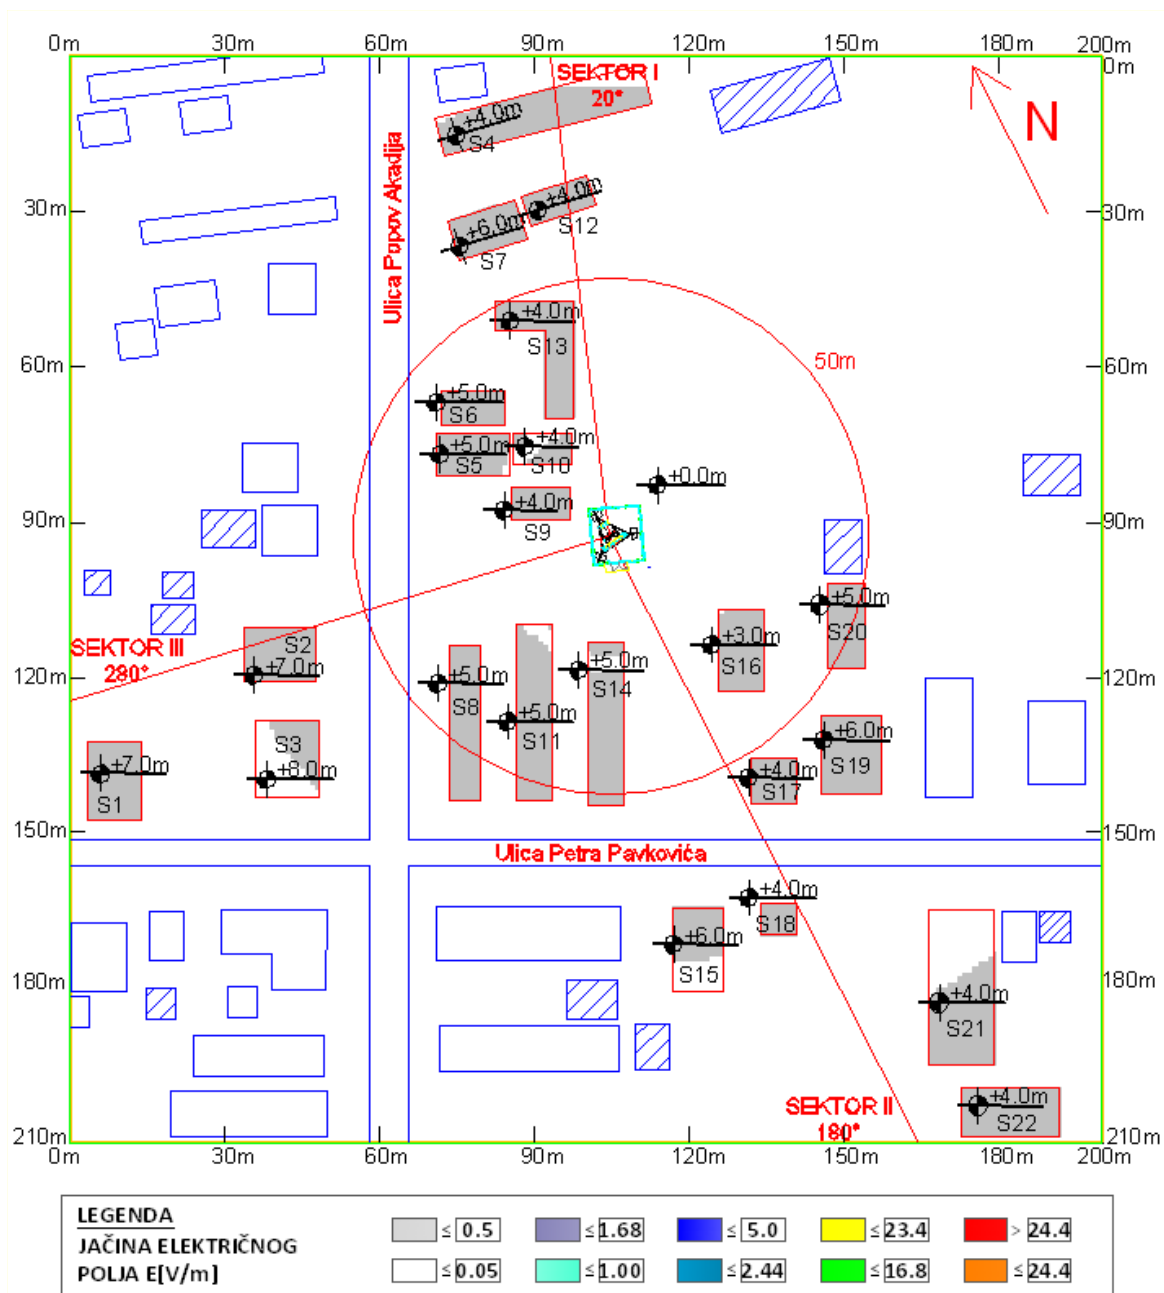 0m 30m 60m 90m 120m 150m 180m 200m
0m
SEKTOR I
20°
N
+4.0m
S4
Ulica Popov Akadija
30m
30m
+4.0m
S12
+6.0m
S7
+4.0m
S13
50m
60m
60m
+5.0m
S6
+5.0m
S5
+4.0m
S10
+0.0m
90m
90m
+4.0m
S9
+5.0m
S20
SEKTOR III
280°
S2
+7.0m
+3.0m
S16
120m
120m
+5.0m
S8
+5.0m
S14
+5.0m
S11
S3
+8.0m
+7.0m
S1
+6.0m
S19
+4.0m
S17
150m
150m
Ulica Petra Pavkovića
+4.0m
S18
+6.0m
S15
180m
180m
+4.0m
S21
SEKTOR II
180°
+4.0m
S22
210m
210m
0m 30m 60m 90m 120m 150m 180m 200m
LEGENDA
JAČINA ELEKTRIČNOG
POLJA E[V/m]
≤ 0.5 ≤ 1.68 ≤ 5.0 ≤ 23.4 > 24.4
≤ 0.05 ≤ 1.00 ≤ 2.44 ≤ 16.8 ≤ 24.4